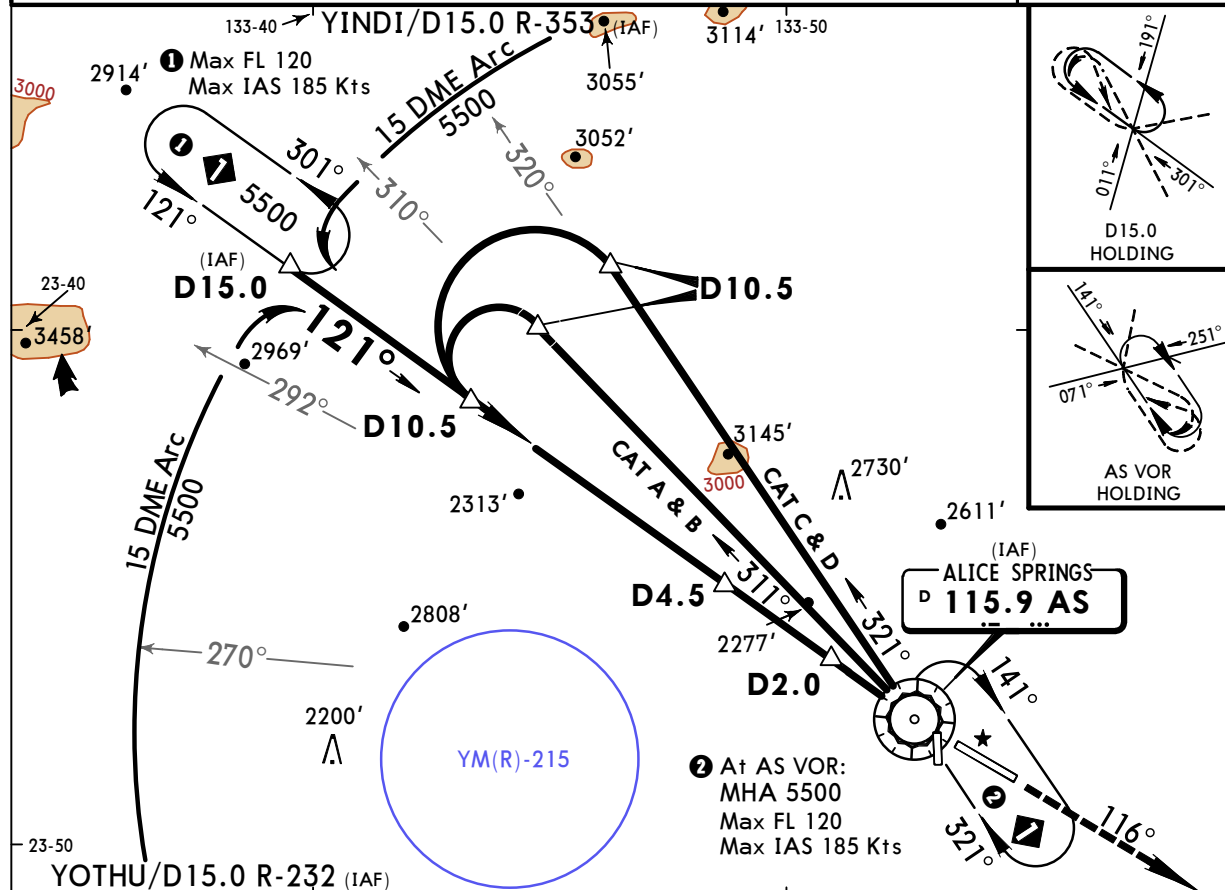 133-40
YINDI/D15.0 R-353 (IAF)
133-50
3114'
3055'
❶ Max FL 120
Max IAS 185 Kts
2914'
3000
15 DME Arc
5500
3052'
320°
310°
301°
1
5500
121°
(IAF)
D15.0
23-40
3458'
121°
2969'
292°
D10.5
D10.5
191°
011°
301°
D15.0
HOLDING
141°
251°
071°
AS VOR
HOLDING
3145'
3000
CAT A & B
CAT C & D
2730'
2611'
2313'
15 DME Arc
5500
311°
321°
D4.5
2277'
D2.0
(IAF)
ALICE SPRINGS
D 115.9 AS
2808'
270°
2200'
YM(R)-215
141°
❷ At AS VOR:
MHA 5500
Max FL 120
Max IAS 185 Kts
2
321°
116°
23-50
YOTHU/D15.0 R-232 (IAF)